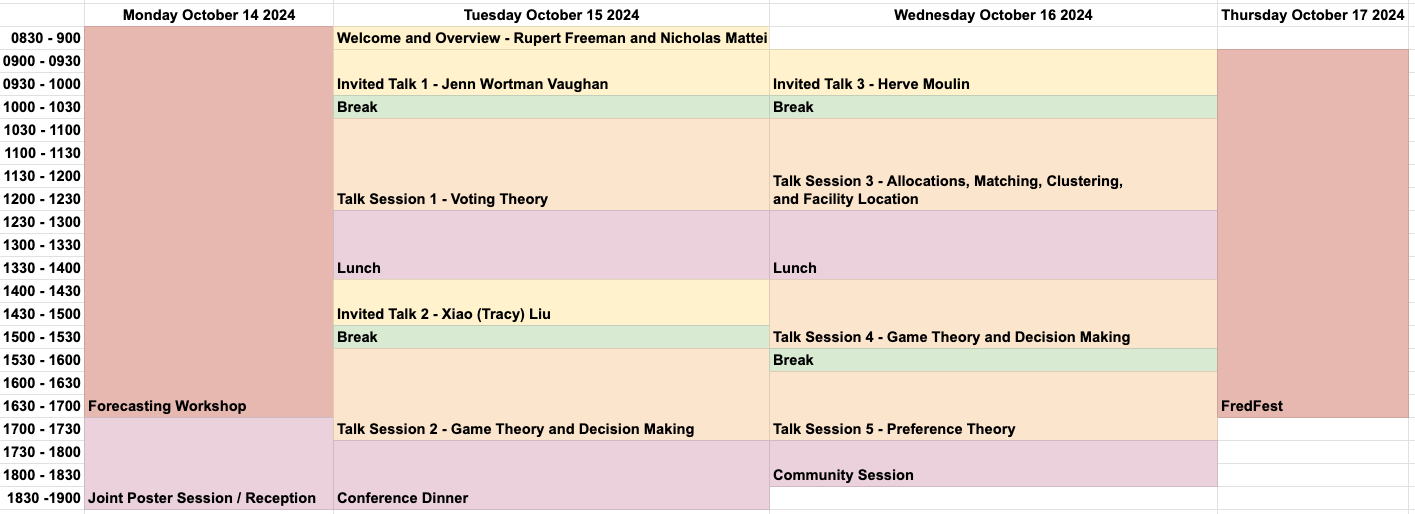 Monday October 14 2024 Tuesday October 15 2024 Wednesday October 16 2024 Thursday October 17 2024
0830 - 900 Welcome and Overview - Rupert Freeman and Nicholas Mattei
0900 - 0930
0930 - 1000 Invited Talk 1 - Jenn Wortman Vaughan Invited Talk 3 - Herve Moulin
1000 - 1030 Break Break
1030 - 1100
1100 - 1130
1130 - 1200 Talk Session 3 - Allocations, Matching, Clustering,
1200 - 1230 Talk Session 1 - Voting Theory and Facility Location
1230 - 1300
1300 - 1330
1330 - 1400 Lunch Lunch
1400 - 1430
1430 - 1500 Invited Talk 2 - Xiao (Tracy) Liu
1500 - 1530 Break Talk Session 4 - Game Theory and Decision Making
1530 - 1600 Break
1600 - 1630
1630 - 1700 Forecasting Workshop FredFest
1700 - 1730 Talk Session 2 - Game Theory and Decision Making Talk Session 5 - Preference Theory
1730 - 1800
1800 - 1830 Community Session
1830 -1900 Joint Poster Session / Reception Conference Dinner